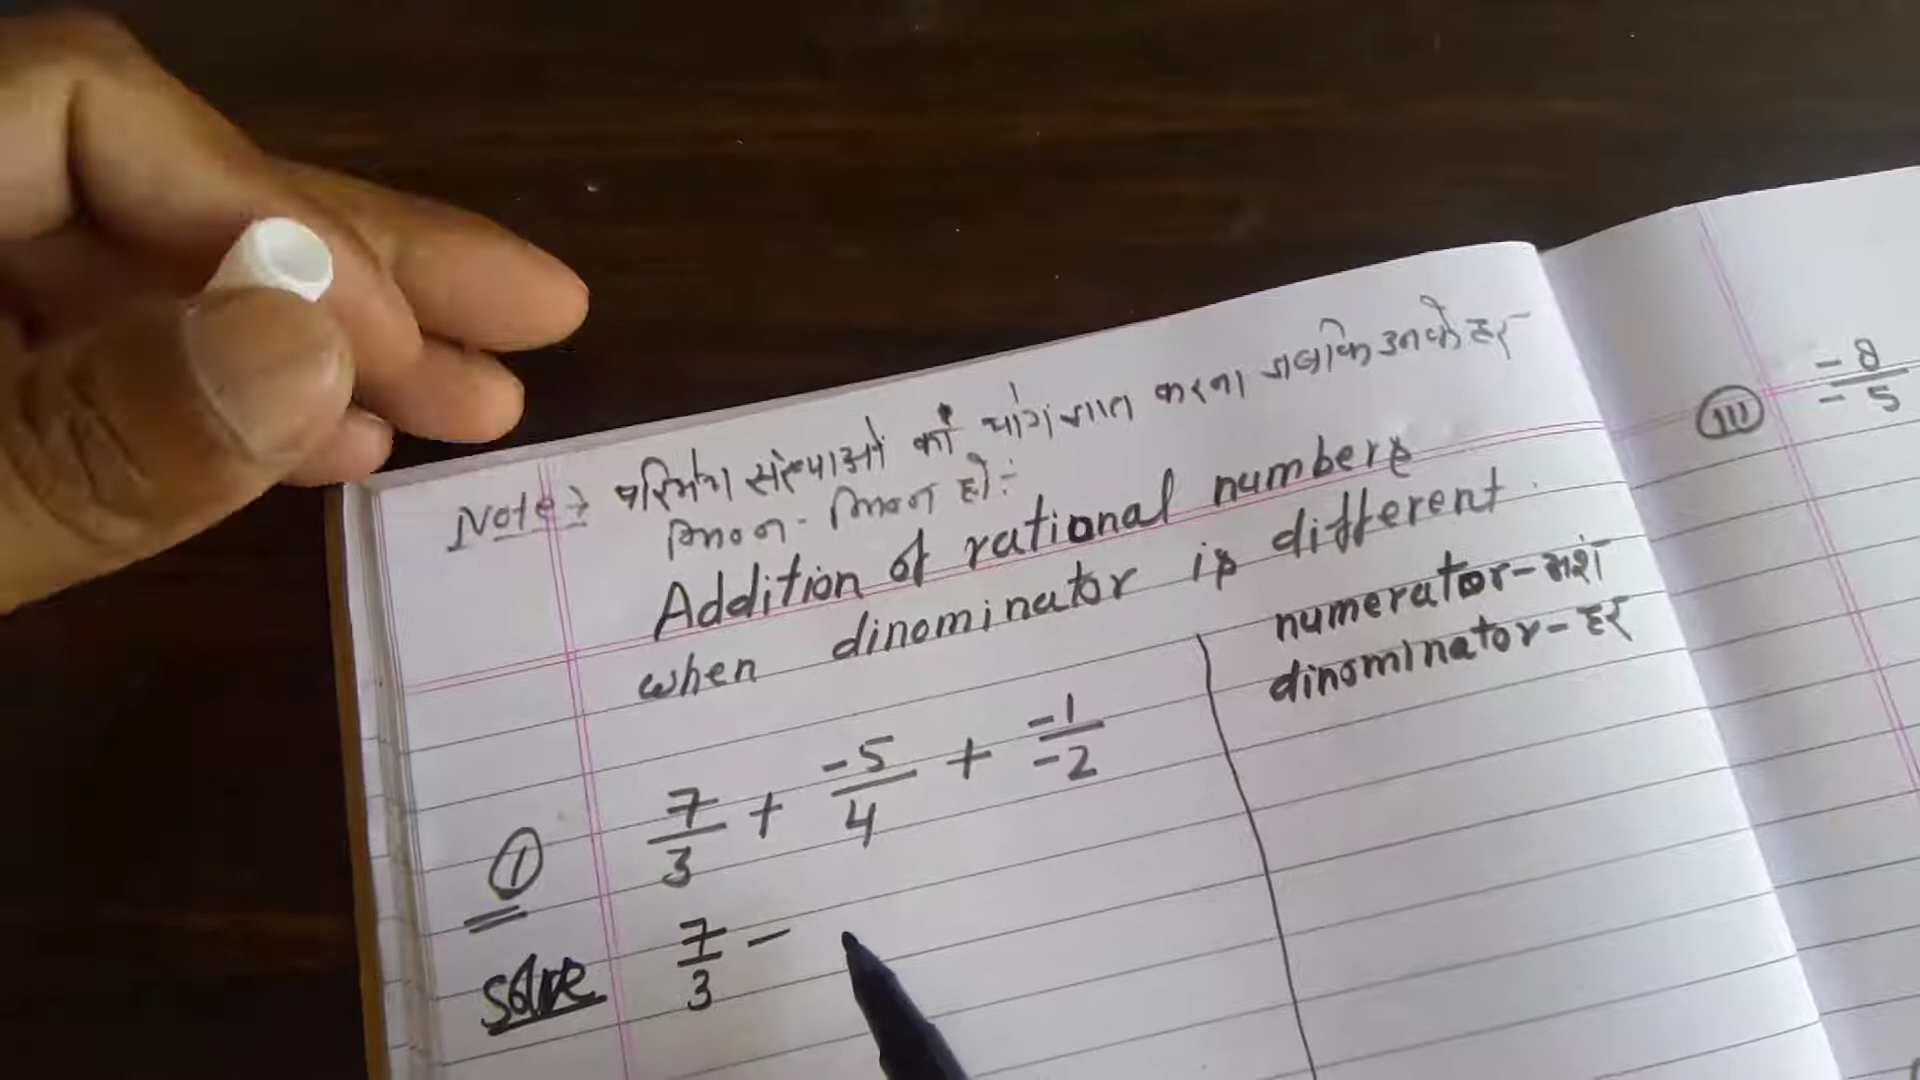 Note → परिमेय संख्याओं का योग ज्ञात करना जबकि उनके हर
भिन्न-भिन्न हो :-
Addition of rational numbers
when dinominator is different.
numerator - अशं
dinominator - हर
① 7/3 + -5/4 + -1/-2
solve 7/3 -
(III) -8/-5